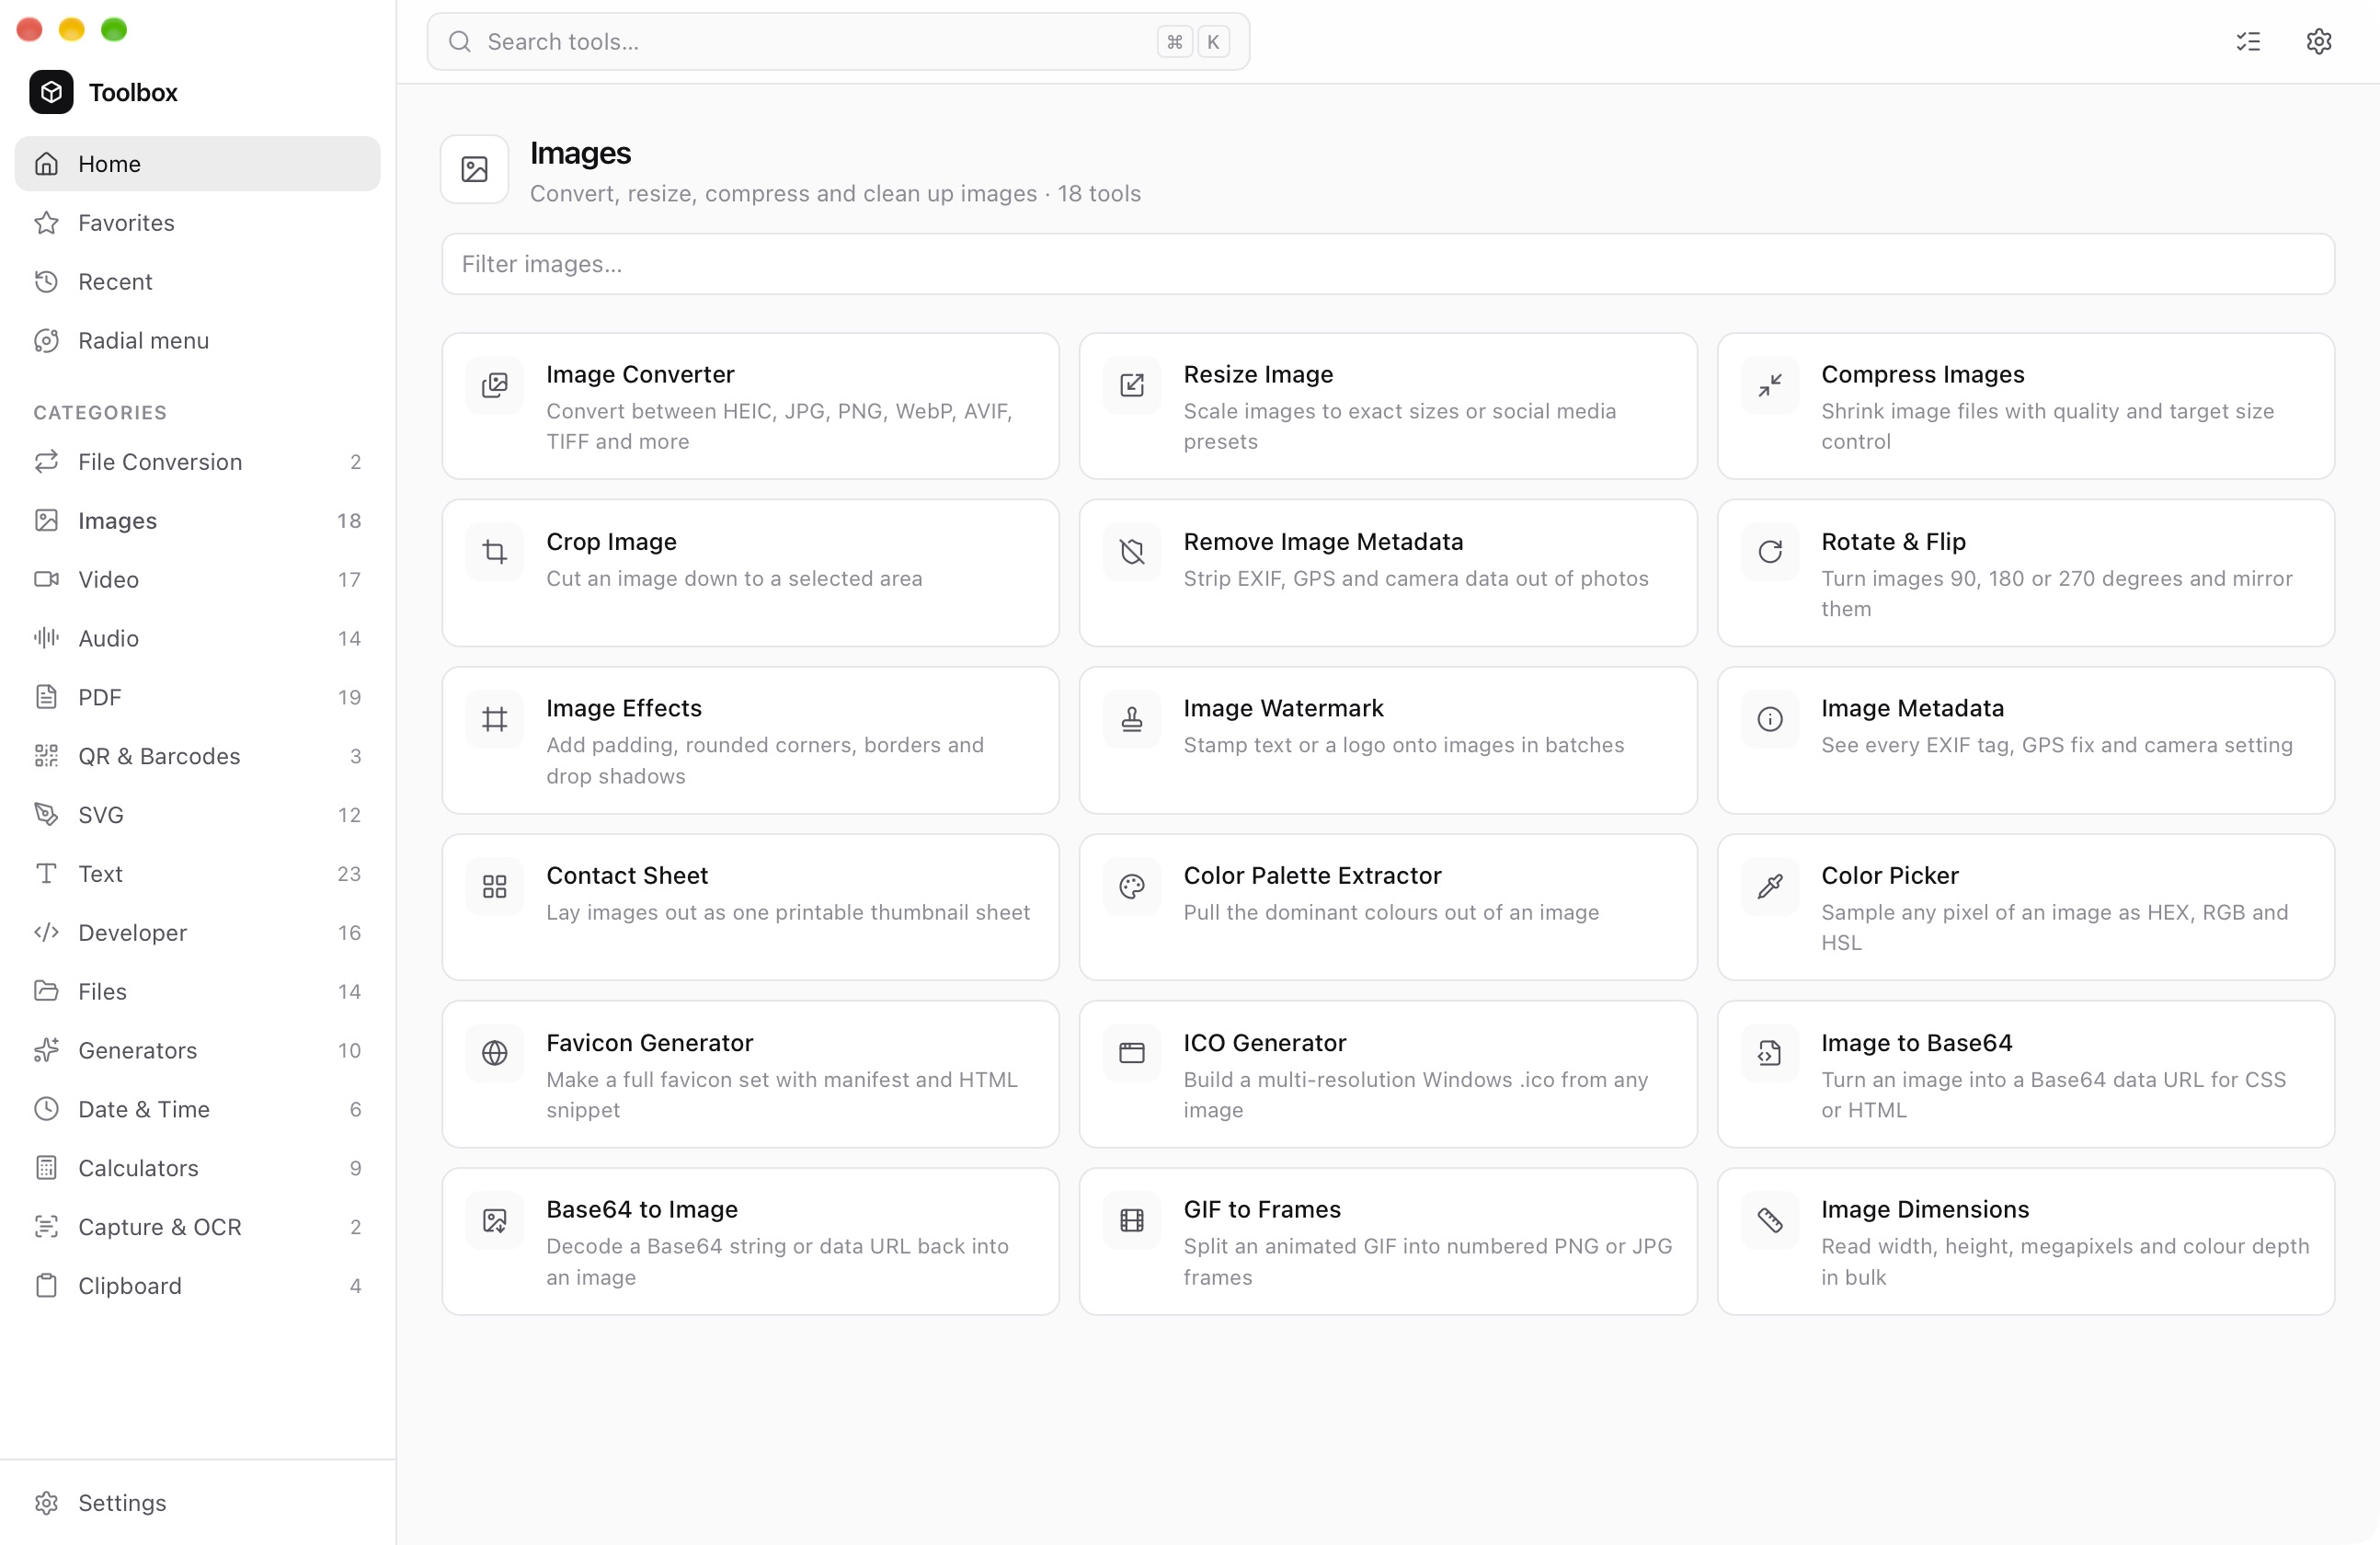 Toolbox
Home
Favorites
Recent
Radial menu
CATEGORIES
File Conversion 2
Images 18
Video 17
Audio 14
PDF 19
QR & Barcodes 3
SVG 12
Text 23
Developer 16
Files 14
Generators 10
Date & Time 6
Calculators 9
Capture & OCR 2
Clipboard 4
Settings
Search tools... ⌘ K
Images
Convert, resize, compress and clean up images · 18 tools
Filter images...
Image Converter
Convert between HEIC, JPG, PNG, WebP, AVIF,
TIFF and more
Resize Image
Scale images to exact sizes or social media
presets
Compress Images
Shrink image files with quality and target size
control
Crop Image
Cut an image down to a selected area
Remove Image Metadata
Strip EXIF, GPS and camera data out of photos
Rotate & Flip
Turn images 90, 180 or 270 degrees and mirror
them
Image Effects
Add padding, rounded corners, borders and
drop shadows
Image Watermark
Stamp text or a logo onto images in batches
Image Metadata
See every EXIF tag, GPS fix and camera setting
Contact Sheet
Lay images out as one printable thumbnail sheet
Color Palette Extractor
Pull the dominant colours out of an image
Color Picker
Sample any pixel of an image as HEX, RGB and
HSL
Favicon Generator
Make a full favicon set with manifest and HTML
snippet
ICO Generator
Build a multi-resolution Windows .ico from any
image
Image to Base64
Turn an image into a Base64 data URL for CSS
or HTML
Base64 to Image
Decode a Base64 string or data URL back into
an image
GIF to Frames
Split an animated GIF into numbered PNG or JPG
frames
Image Dimensions
Read width, height, megapixels and colour depth
in bulk